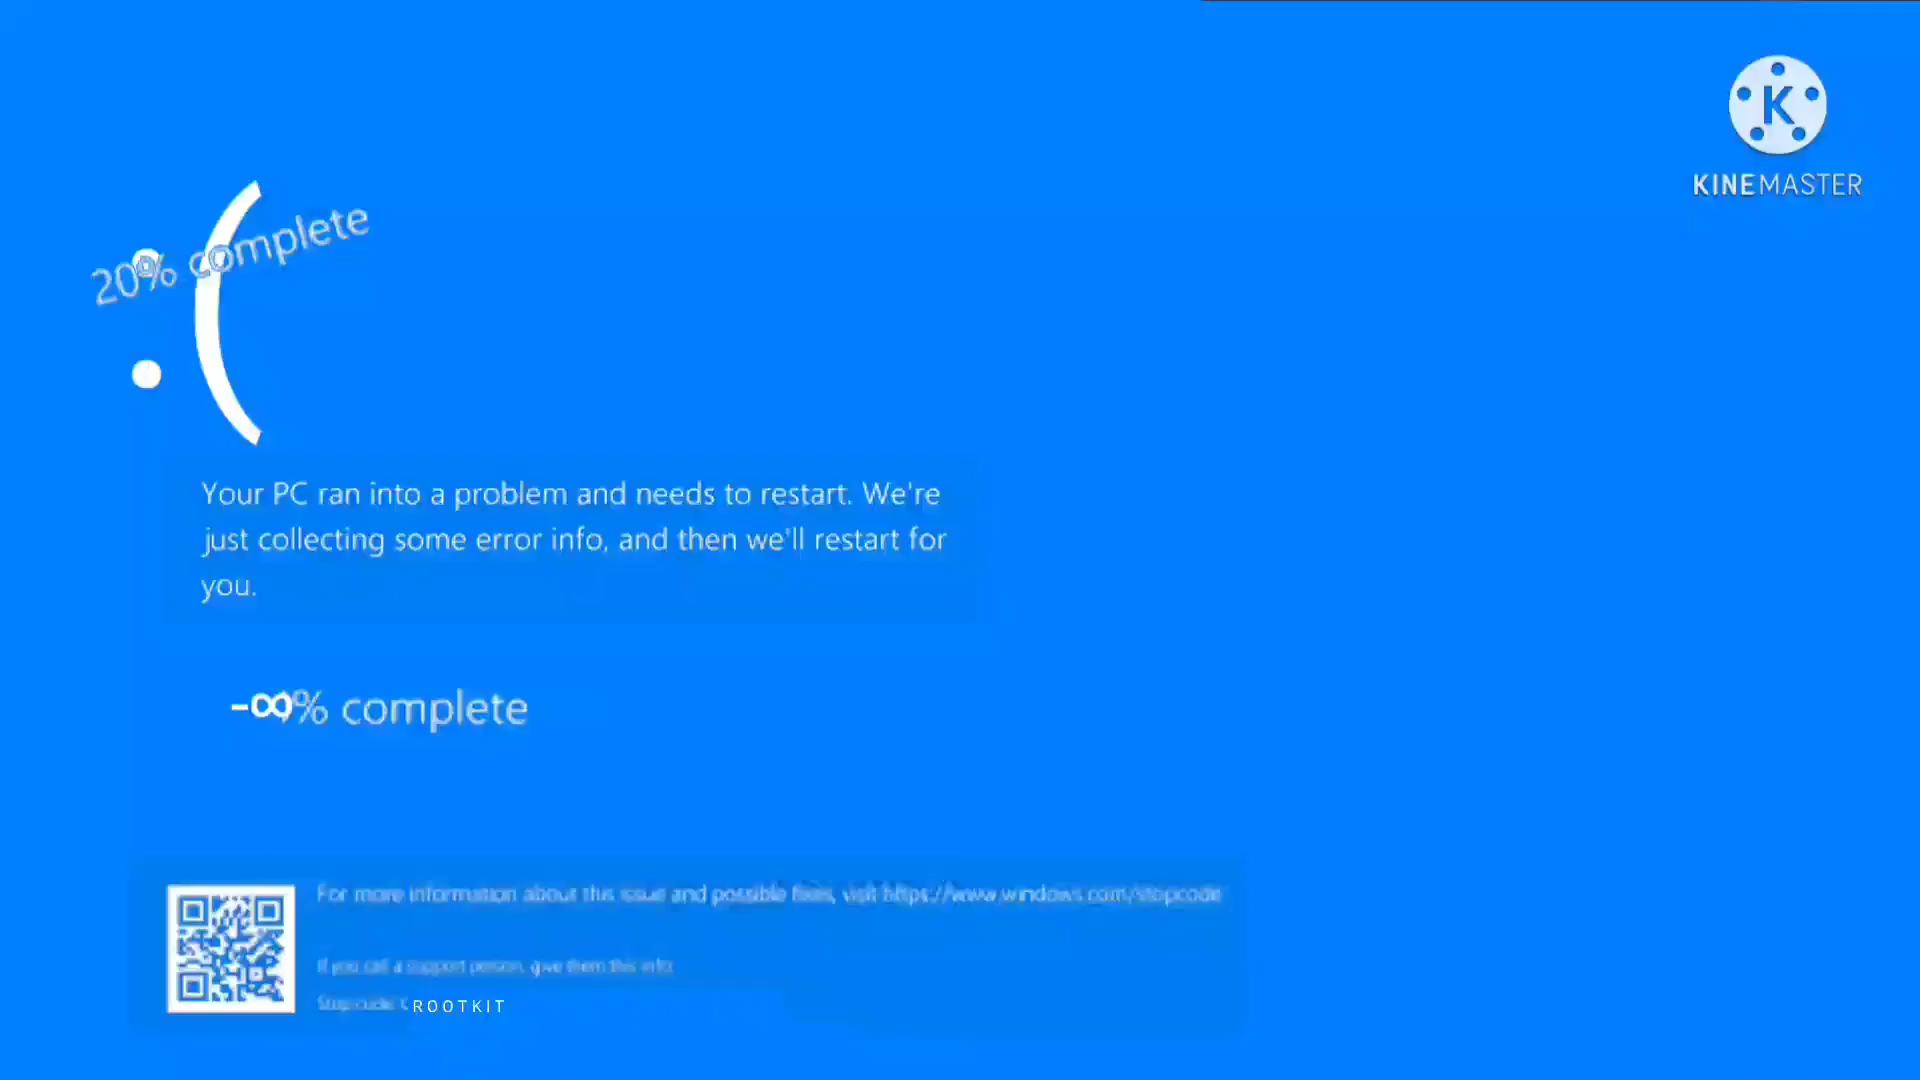 K
KINEMASTER
20% complete
:(
Your PC ran into a problem and needs to restart. We're
just collecting some error info, and then we'll restart for
you.
-∞% complete
For more information about this issue and possible fixes, visit https://www.windows.com/stopcode
If you call a support person, give them this info:
Stop code: ROOTKIT